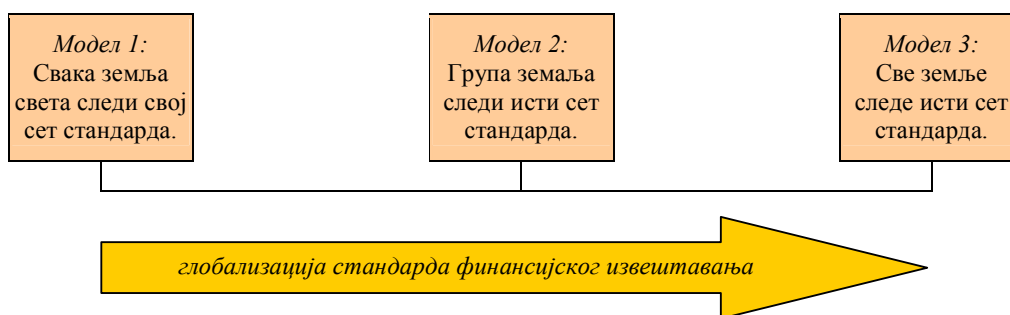 Модел 1:
Свака земља
света следи свој
сет стандарда.
Модел 2:
Група земаља
следи исти сет
стандарда.
Модел 3:
Све земље
следе исти сет
стандарда.
глобализација стандарда финансијског извештавања